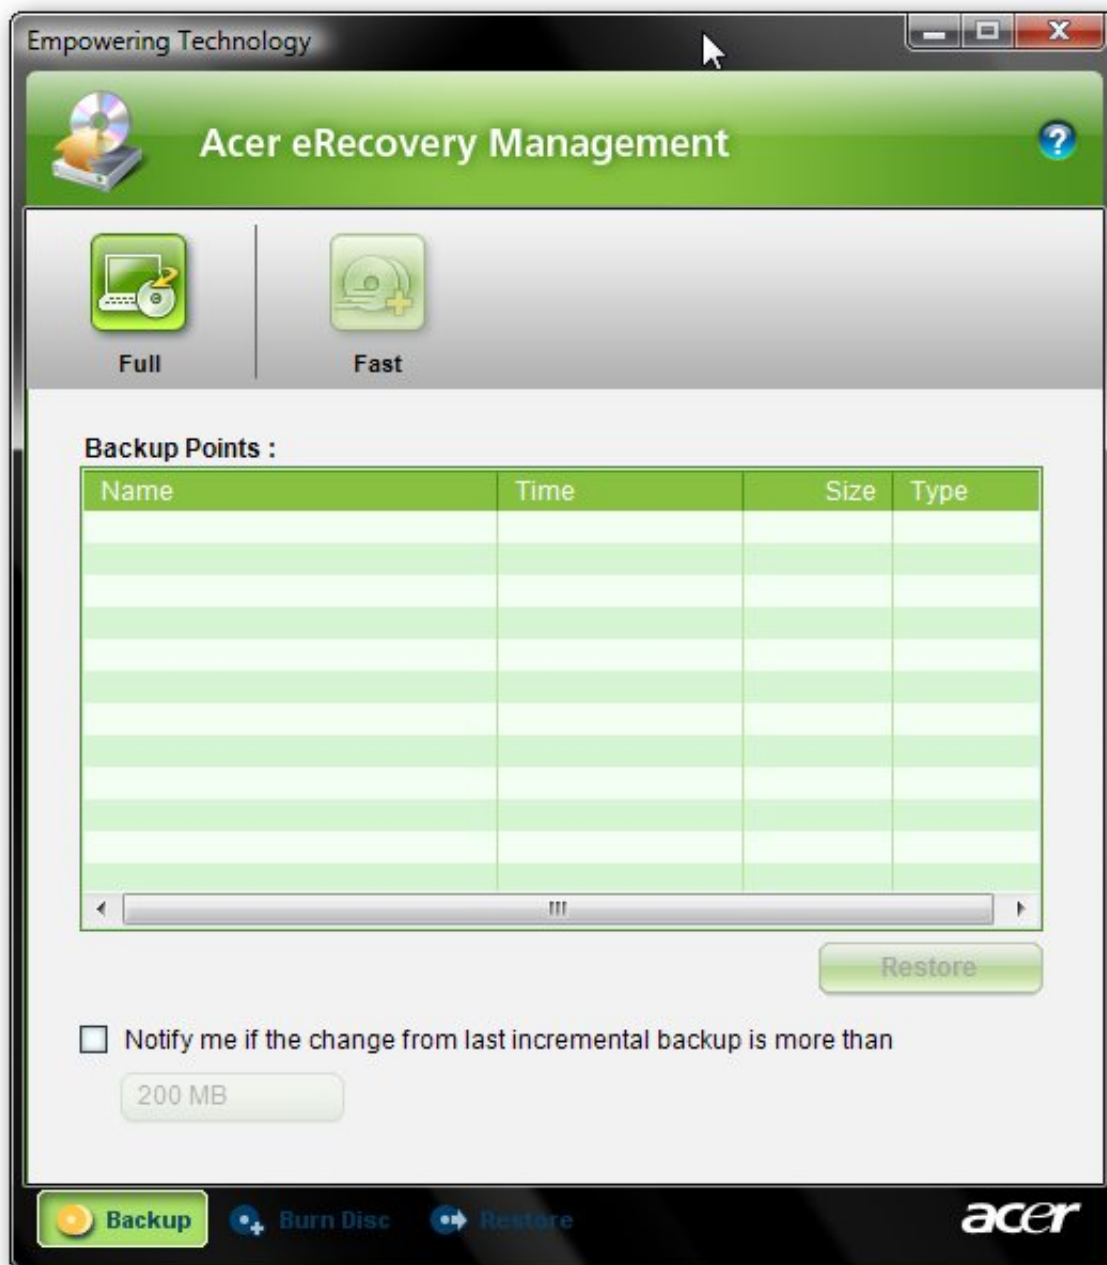 Empowering Technology
Acer eRecovery Management
?
Full Fast
Backup Points :
Name Time Size Type
Restore
Notify me if the change from last incremental backup is more than
200 MB
Backup Burn Disc Restore acer